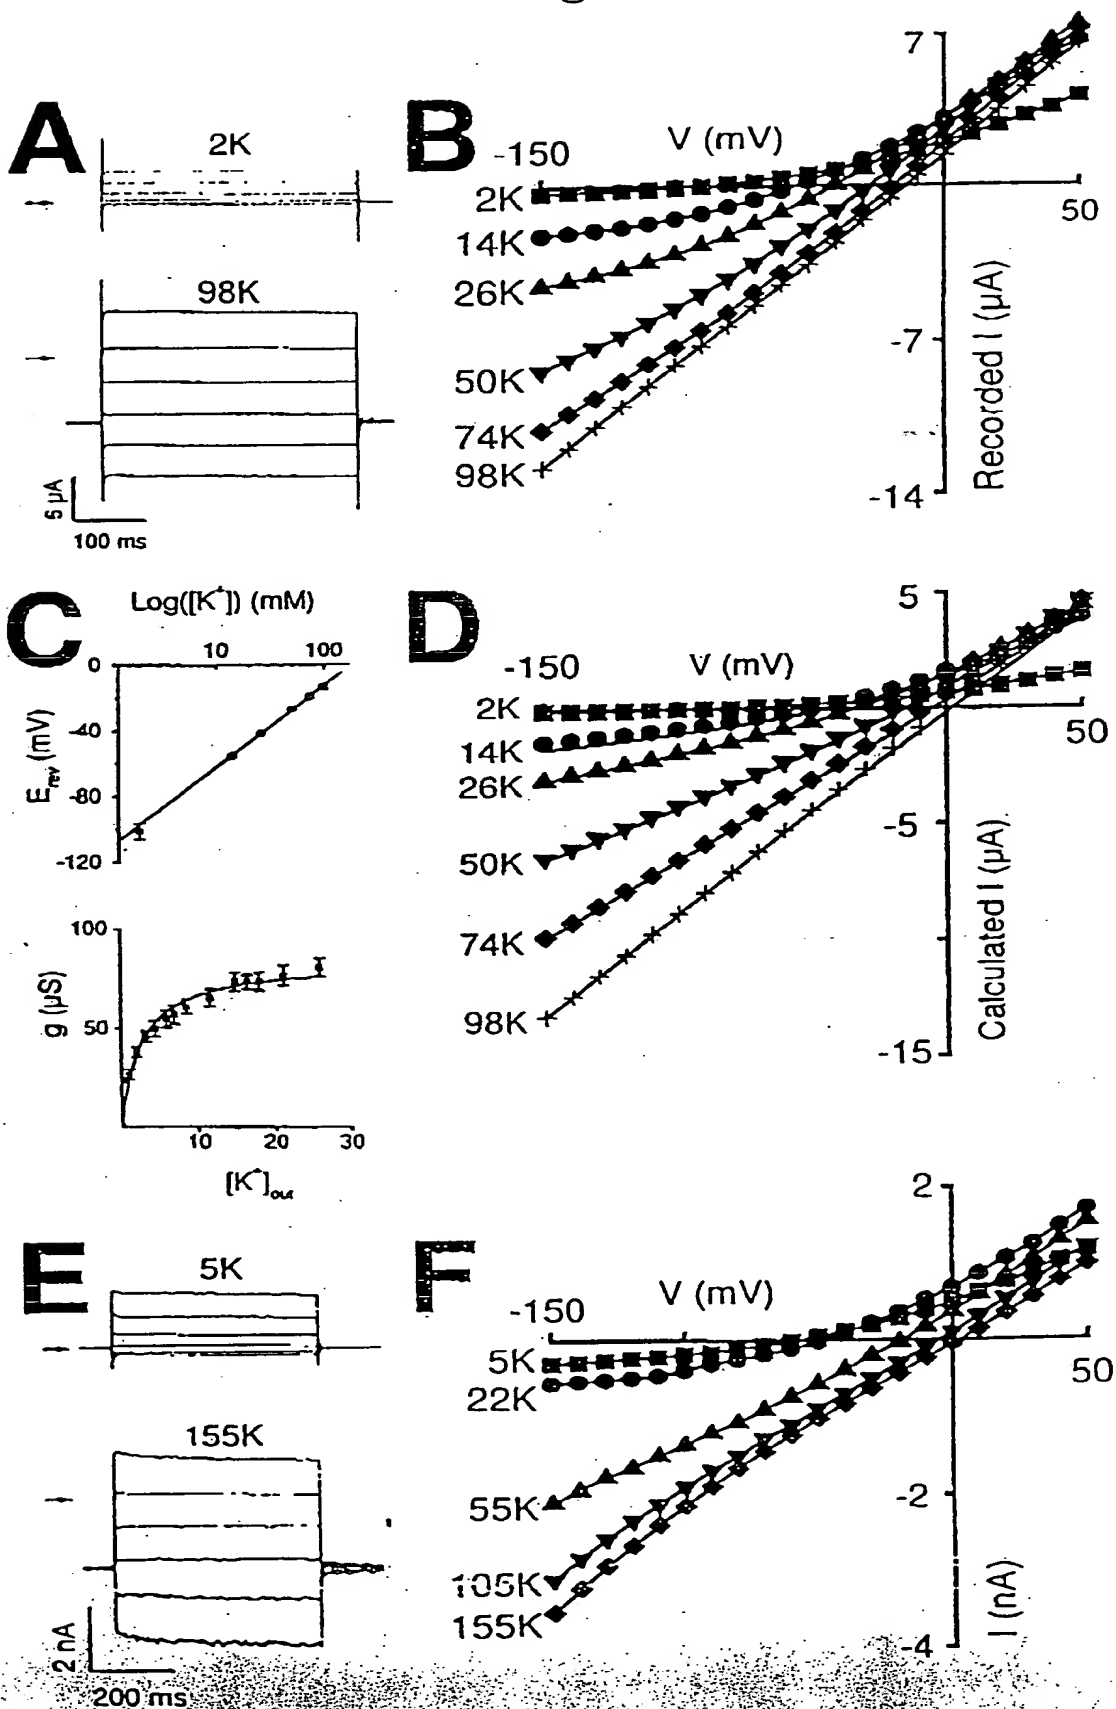 A
2K
98K
5 µA
100 ms
B
-150
V (mV)
7
50
2K
14K
26K
50K
74K
98K
-7
-14
Recorded I (µA)
C
Log([K⁺]) (mM)
10
100
0
-40
-80
-120
E_rev (mV)
100
50
g (µS)
10
20
30
[K⁺]_out
D
5
-150
V (mV)
50
2K
14K
26K
50K
74K
98K
-5
-15
Calculated I (µA)
E
5K
155K
2 nA
200 ms
F
2
-150
V (mV)
50
5K
22K
55K
105K
155K
-2
-4
I (nA)